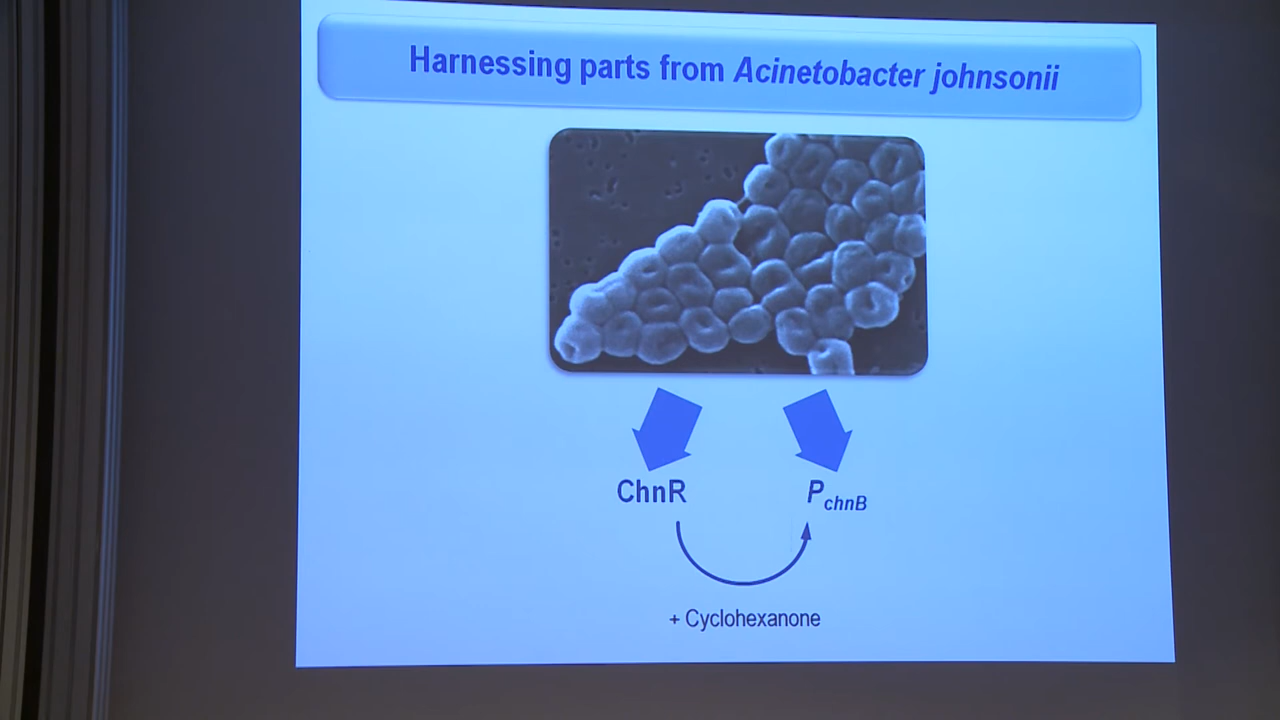 Harnessing parts from Acinetobacter johnsonii
ChnR
PchnB
+ Cyclohexanone